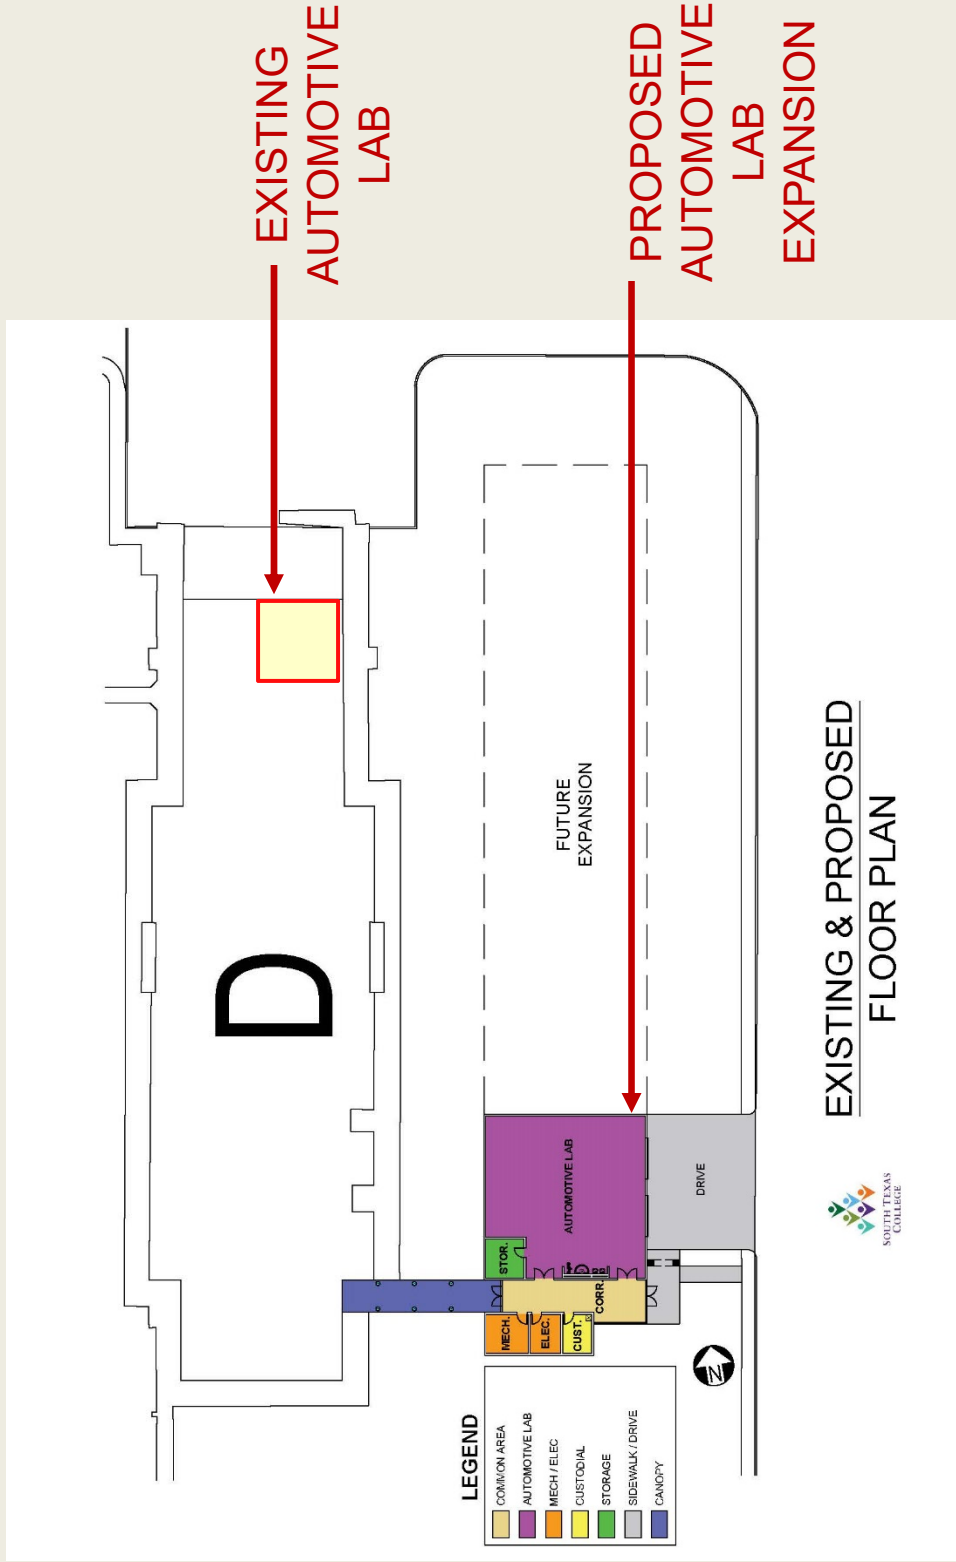 EXISTING
AUTOMOTIVE
LAB
PROPOSED
AUTOMOTIVE
LAB
EXPANSION
D
FUTURE
EXPANSION
AUTOMOTIVE LAB
STOR.
DRIVE
CORR.
MECH.
ELEC.
CUST.
N
LEGEND
COMMON AREA
AUTOMOTIVE LAB
MECH / ELEC
CUSTODIAL
STORAGE
SIDEWALK / DRIVE
CANOPY
EXISTING & PROPOSED
FLOOR PLAN
SOUTH TEXAS
COLLEGE